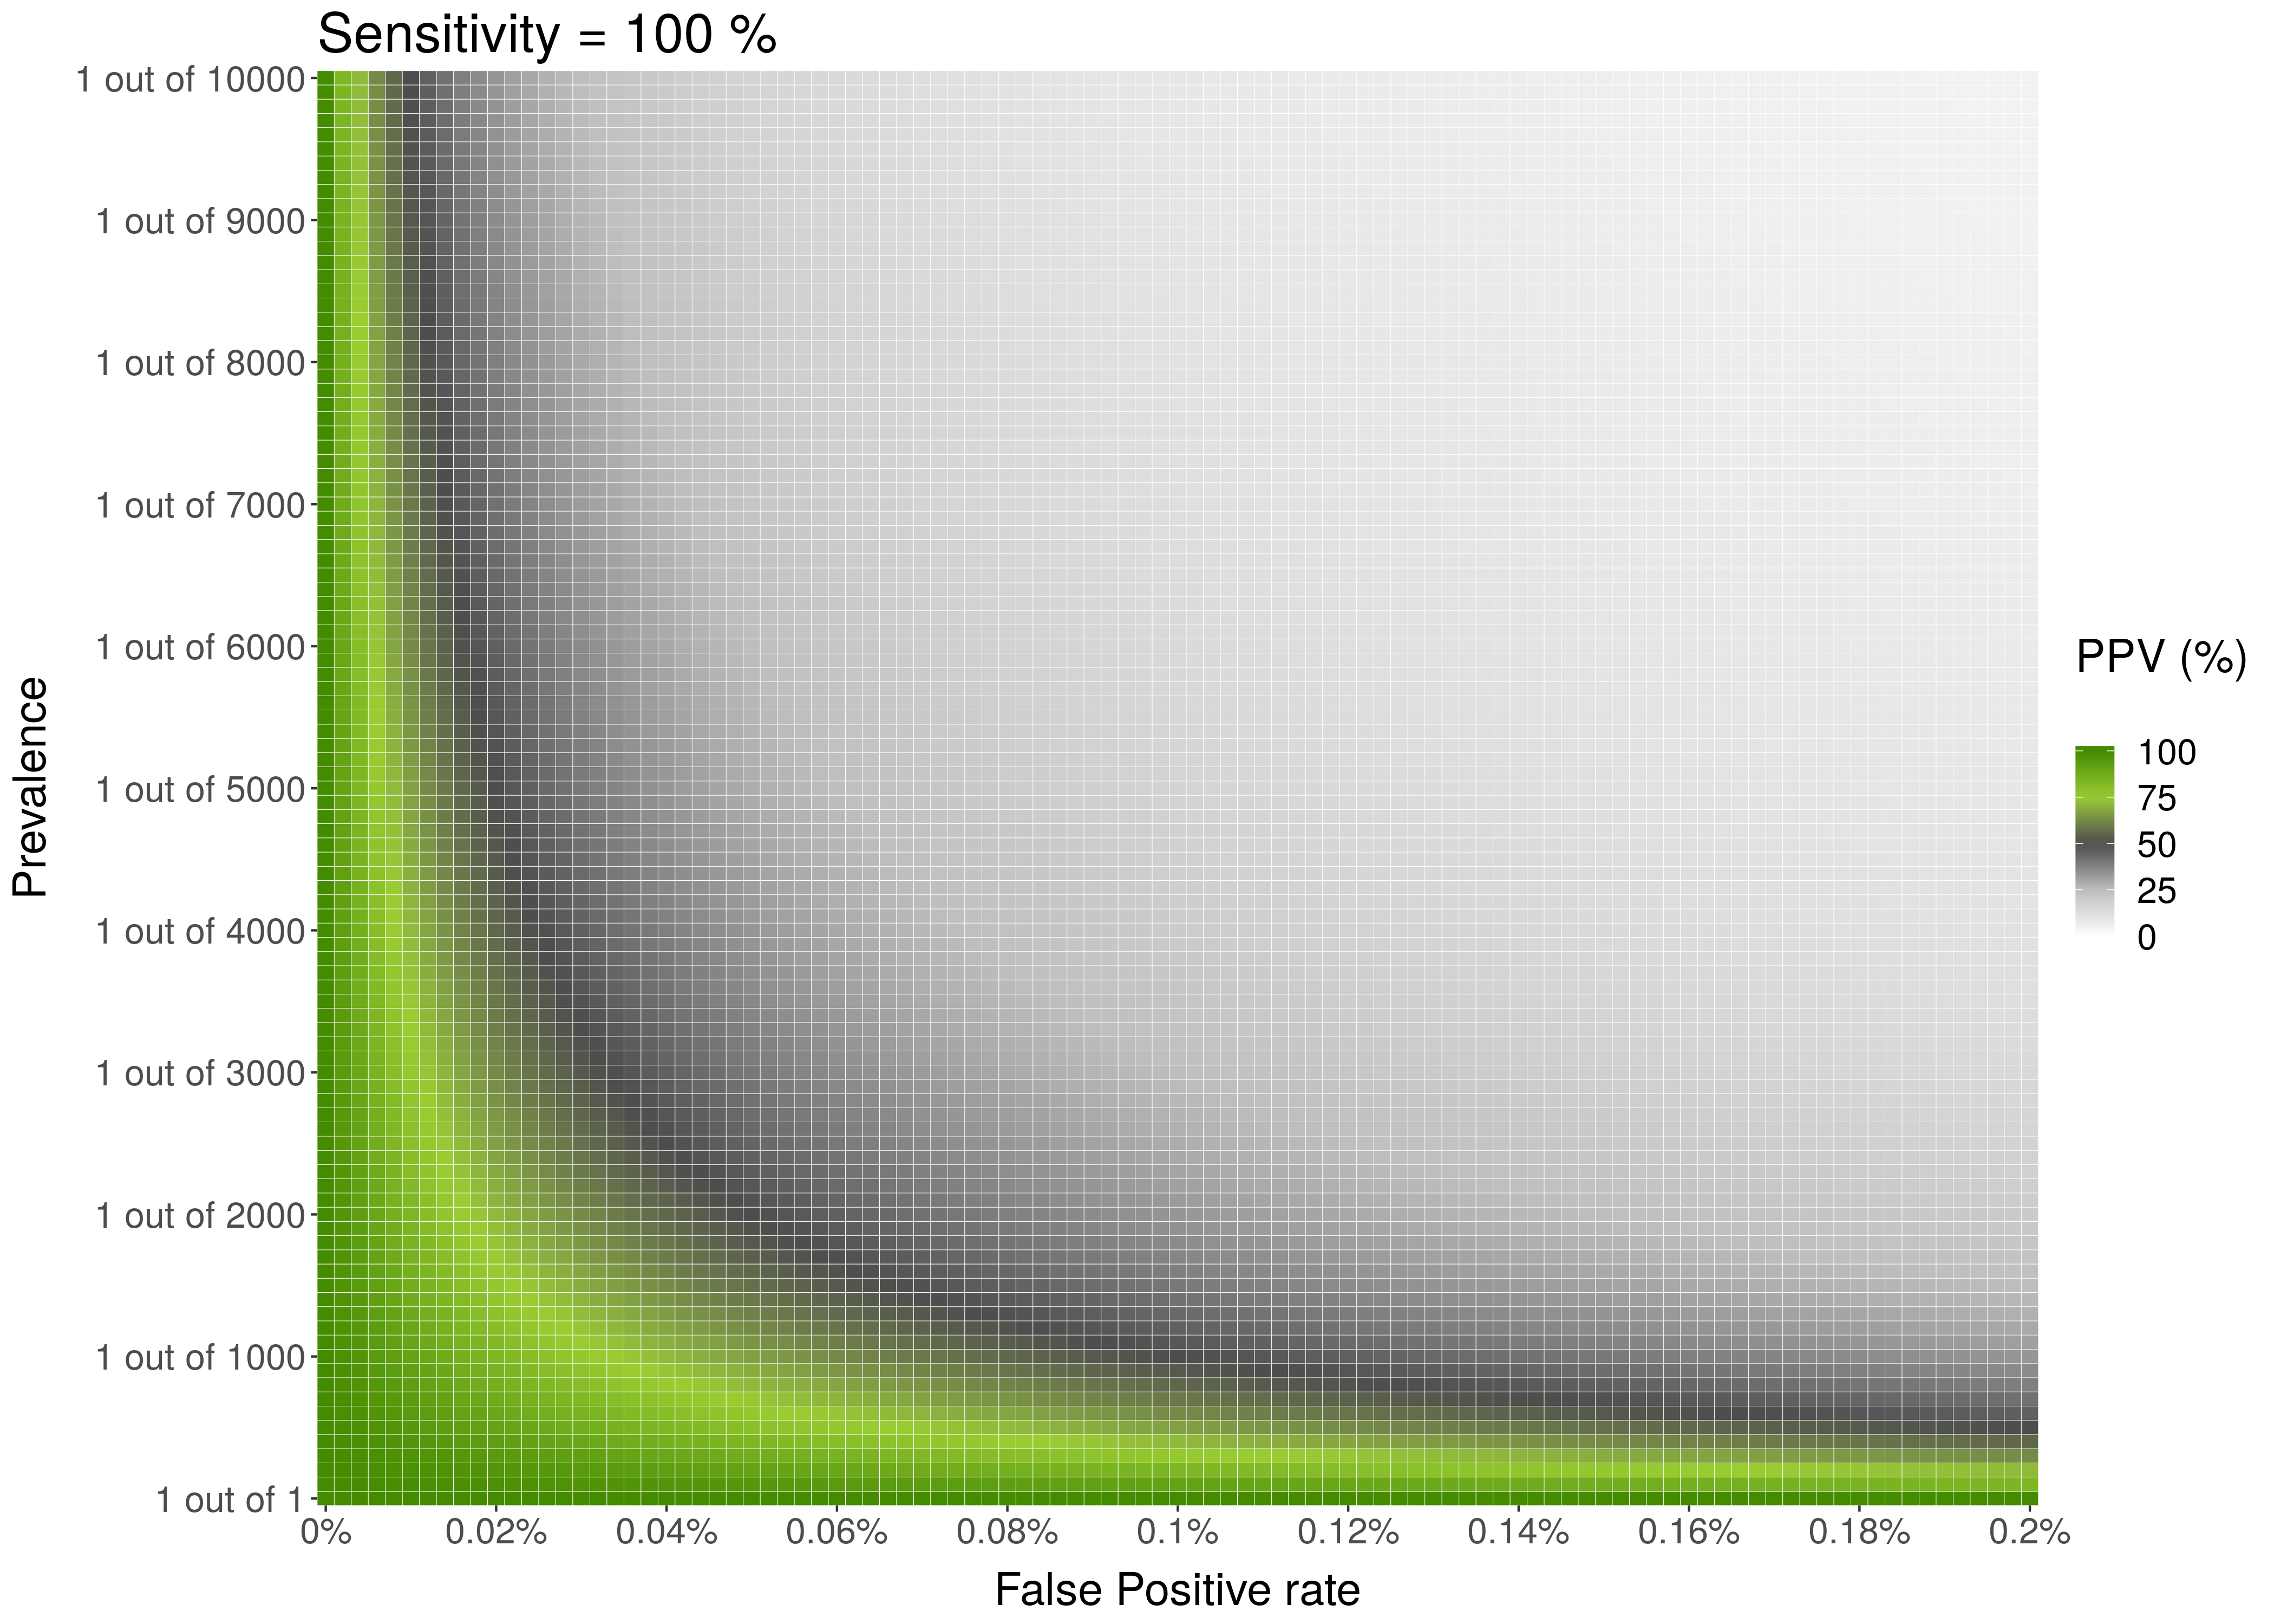 Sensitivity = 100 %
1 out of 10000
1 out of 9000
1 out of 8000
1 out of 7000
1 out of 6000
1 out of 5000
1 out of 4000
1 out of 3000
1 out of 2000
1 out of 1000
1 out of 1
Prevalence
0% 0.02% 0.04% 0.06% 0.08% 0.1% 0.12% 0.14% 0.16% 0.18% 0.2%
False Positive rate
PPV (%)
100
75
50
25
0